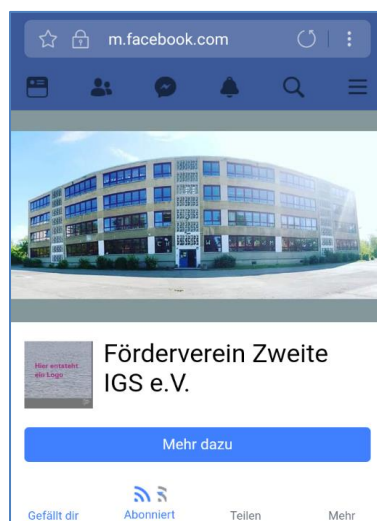 m.facebook.com
Hier entsteht
ein Logo
Förderverein Zweite
IGS e.V.
Mehr dazu
Gefällt dir Abonniert Teilen Mehr